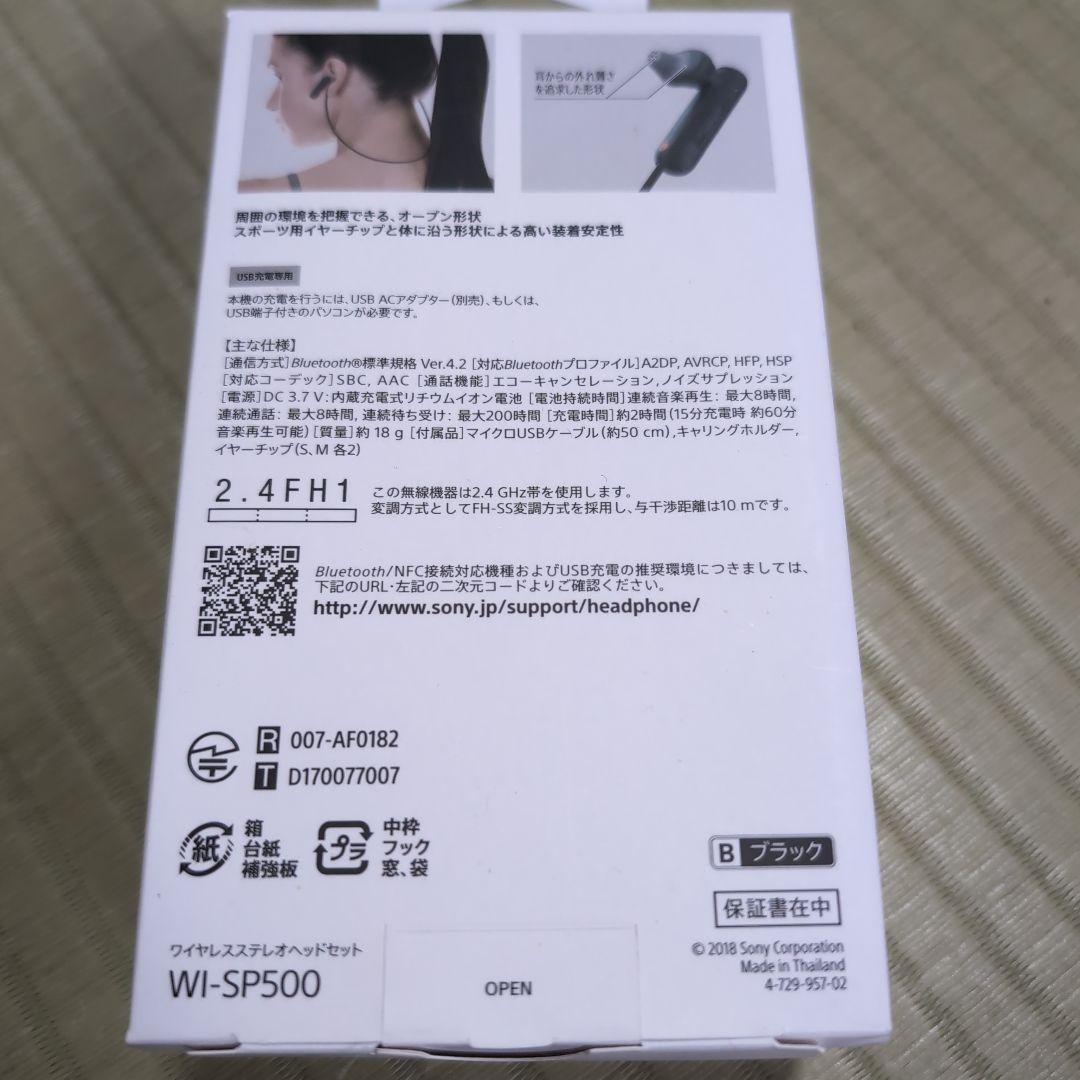 耳からの外れ難さ
を追求した形状
周囲の環境を把握できる、オープン形状
スポーツ用イヤーチップと体に沿う形状による高い装着安定性
USB充電専用
本機の充電を行うには、USB ACアダプター(別売)、もしくは、
USB端子付きのパソコンが必要です。
【主な仕様】
[通信方式]Bluetooth®標準規格 Ver.4.2 [対応Bluetoothプロファイル]A2DP, AVRCP, HFP, HSP
[対応コーデック]SBC, AAC [通話機能]エコーキャンセレーション,ノイズサプレッション
[電源]DC 3.7 V:内蔵充電式リチウムイオン電池 [電池持続時間]連続音楽再生: 最大8時間,
連続通話: 最大8時間, 連続待ち受け: 最大200時間 [充電時間]約2時間(15分充電時 約60分
音楽再生可能) [質量]約 18 g [付属品]マイクロUSBケーブル(約50 cm),キャリングホルダー,
イヤーチップ(S、M 各2)
2.4FH1
この無線機器は2.4 GHz帯を使用します。
変調方式としてFH-SS変調方式を採用し、与干渉距離は10 mです。
Bluetooth/NFC接続対応機種およびUSB充電の推奨環境につきましては、
下記のURL・左記の二次元コードよりご確認ください。
http://www.sony.jp/support/headphone/
R 007-AF0182
T D170077007
紙
箱
台紙
補強板
プラ
中枠
フック
窓、袋
B ブラック
保証書在中
ワイヤレスステレオヘッドセット
WI-SP500
OPEN
© 2018 Sony Corporation
Made in Thailand
4-729-957-02